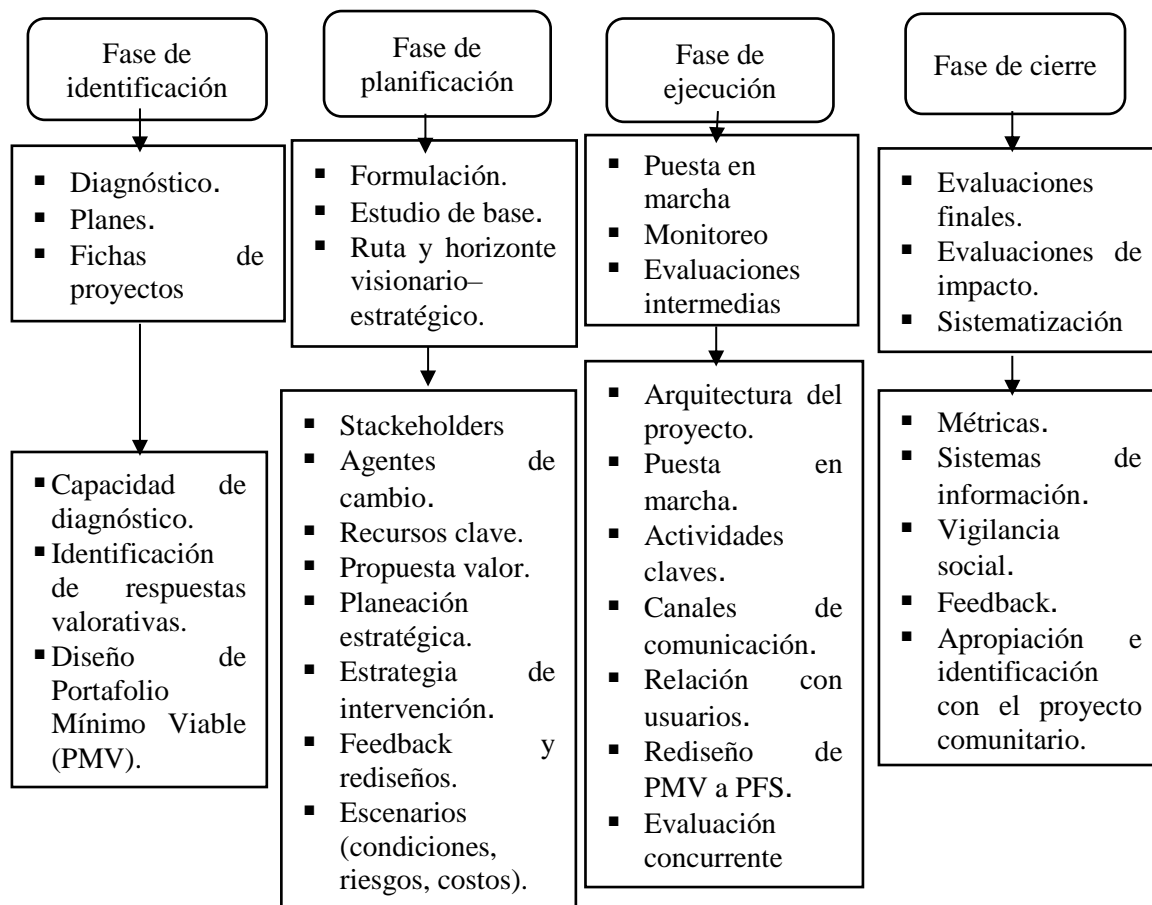 Fase de
identificación
Diagnóstico.
Planes.
Fichas de
proyectos
Capacidad de
diagnóstico.
Identificación
de respuestas
valorativas.
Diseño de
Portafolio
Mínimo Viable
(PMV).
Fase de
planificación
Formulación.
Estudio de base.
Ruta y horizonte
visionario–
estratégico.
Stackeholders
Agentes de
cambio.
Recursos clave.
Propuesta valor.
Planeación
estratégica.
Estrategia de
intervención.
Feedback y
rediseños.
Escenarios
(condiciones,
riesgos, costos).
Fase de
ejecución
Puesta en
marcha
Monitoreo
Evaluaciones
intermedias
Arquitectura del
proyecto.
Puesta en
marcha.
Actividades
claves.
Canales de
comunicación.
Relación con
usuarios.
Rediseño de
PMV a PFS.
Evaluación
concurrente
Fase de cierre
Evaluaciones
finales.
Evaluaciones de
impacto.
Sistematización
Métricas.
Sistemas de
información.
Vigilancia
social.
Feedback.
Apropiación e
identificación
con el proyecto
comunitario.